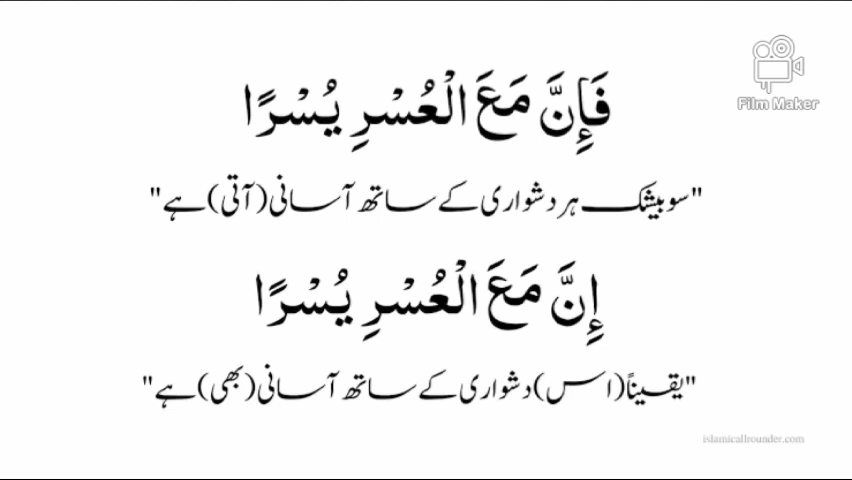 Film Maker
فَإِنَّ مَعَ الْعُسْرِ يُسْرًا
"سو بیشک ہر دشواری کے ساتھ آسانی (آتی) ہے"
إِنَّ مَعَ الْعُسْرِ يُسْرًا
"یقیناً (اس) دشواری کے ساتھ آسانی (بھی) ہے"
islamicallrounder.com